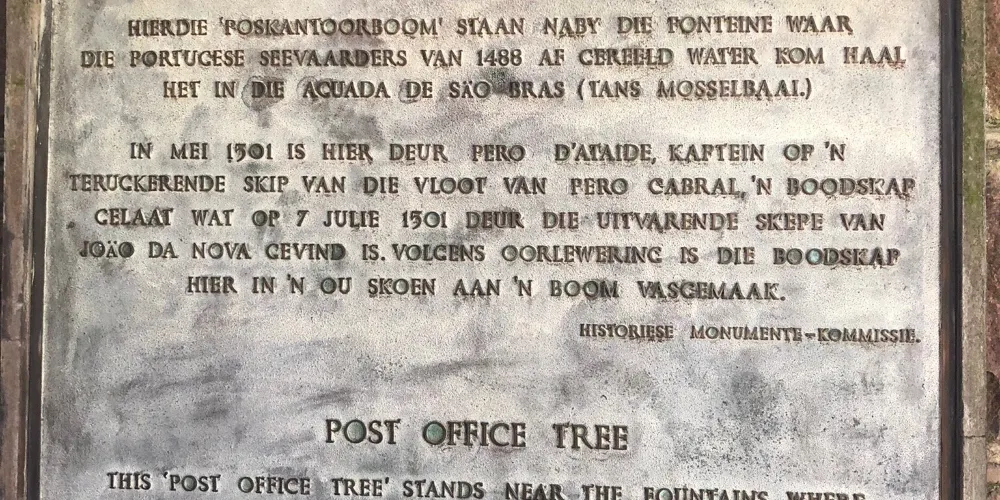 HIERDIE 'POSKANTOORBOOM' STAAN NABY DIE FONTEINE WAAR
DIE PORTUGESE SEEVAARDERS VAN 1488 AF GEREELD WATER KOM HAAL
HET IN DIE AGUADA DE SÃO BRAS (TANS MOSSELBAAI.)
IN MEI 1501 IS HIER DEUR PERO D'ATAIDE, KAPTEIN OP 'N
TERUGKERENDE SKIP VAN DIE VLOOT VAN PERO CABRAL, 'N BOODSKAP
GELAAT WAT OP 7 JULIE 1501 DEUR DIE UITVARENDE SKEPE VAN
JOÃO DA NOVA GEVIND IS. VOLGENS OORLEWERING IS DIE BOODSKAP
HIER IN 'N OU SKOEN AAN 'N BOOM VASGEMAAK.
HISTORIESE MONUMENTE-KOMMISSIE.
POST OFFICE TREE
THIS 'POST OFFICE TREE' STANDS NEAR THE FOUNTAINS WHERE